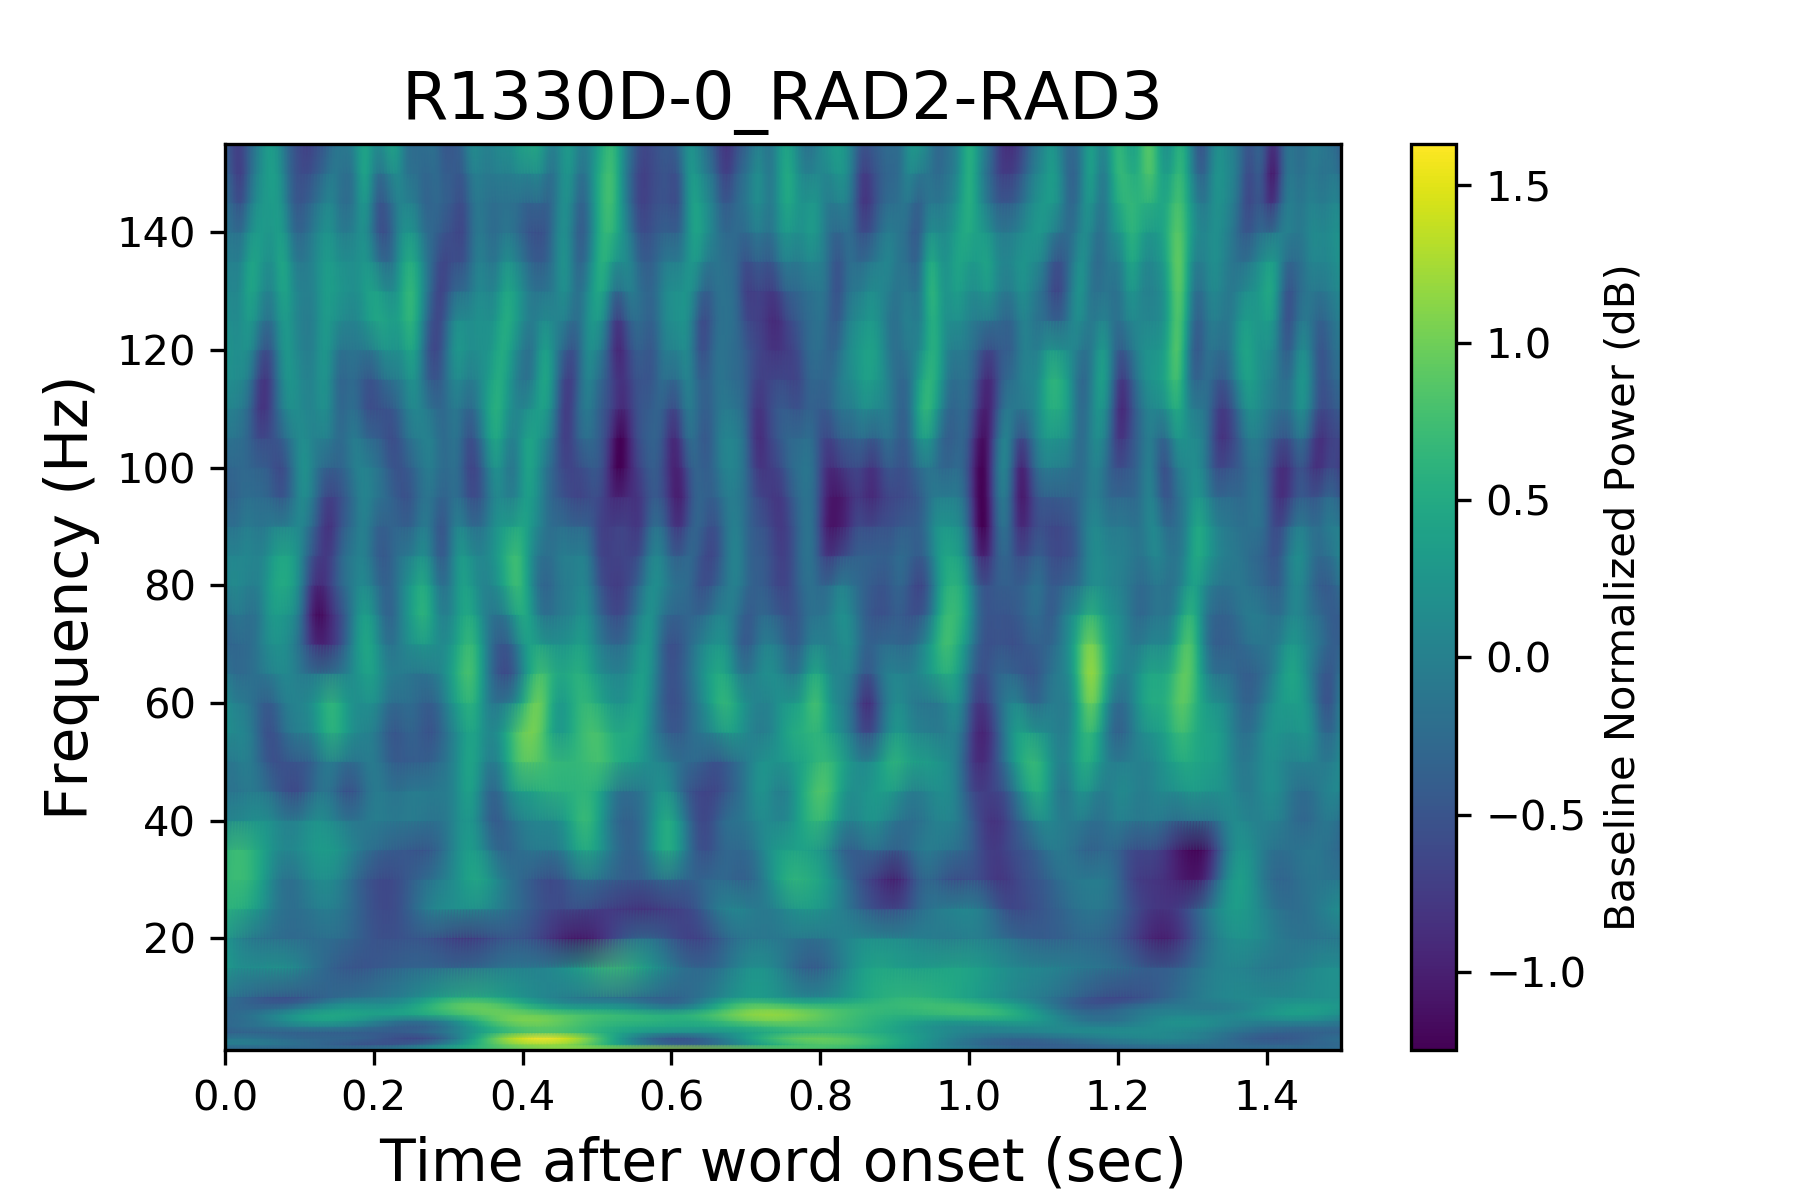 R1330D-0_RAD2-RAD3
Frequency (Hz)
140
120
100
80
60
40
20
0.0 0.2 0.4 0.6 0.8 1.0 1.2 1.4
Time after word onset (sec)
1.5
1.0
0.5
0.0
−0.5
−1.0
Baseline Normalized Power (dB)